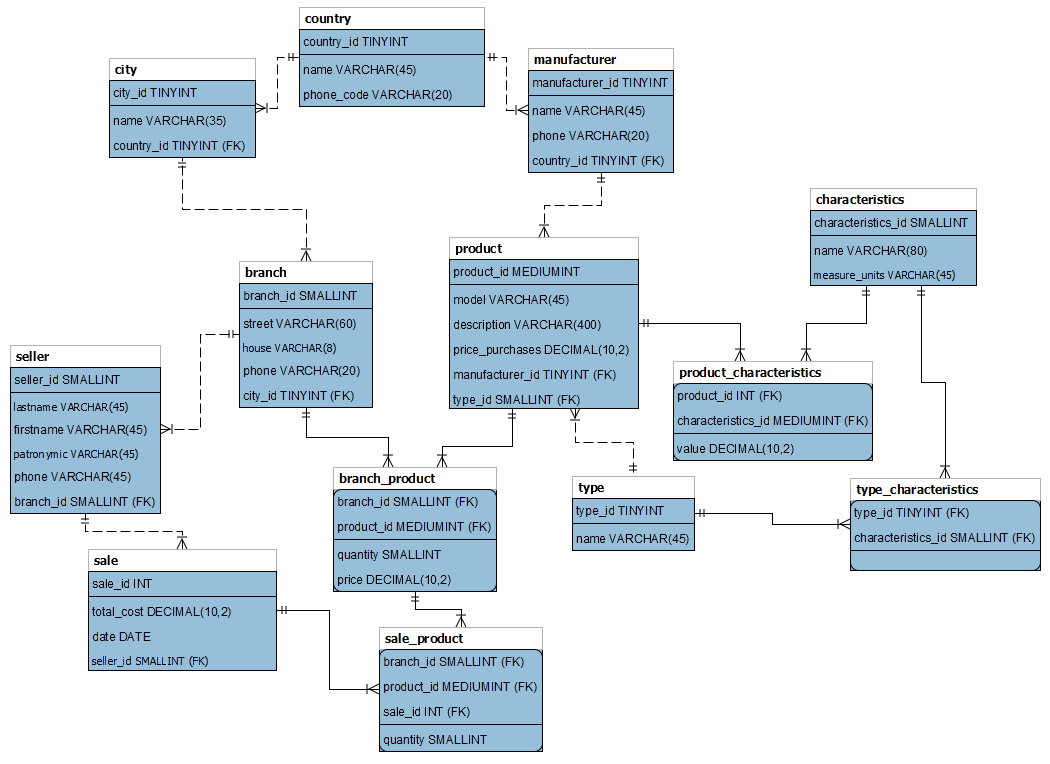 country
country_id TINYINT
name VARCHAR(45)
phone_code VARCHAR(20)
city
city_id TINYINT
name VARCHAR(35)
country_id TINYINT (FK)
manufacturer
manufacturer_id TINYINT
name VARCHAR(45)
phone VARCHAR(20)
country_id TINYINT (FK)
characteristics
characteristics_id SMALLINT
name VARCHAR(80)
measure_units VARCHAR(45)
product
product_id MEDIUMINT
model VARCHAR(45)
description VARCHAR(400)
price_purchases DECIMAL(10,2)
manufacturer_id TINYINT (FK)
type_id SMALLINT (FK)
branch
branch_id SMALLINT
street VARCHAR(60)
house VARCHAR(8)
phone VARCHAR(20)
city_id TINYINT (FK)
seller
seller_id SMALLINT
lastname VARCHAR(45)
firstname VARCHAR(45)
patronymic VARCHAR(45)
phone VARCHAR(45)
branch_id SMALLINT (FK)
product_characteristics
product_id INT (FK)
characteristics_id MEDIUMINT (FK)
value DECIMAL(10,2)
branch_product
branch_id SMALLINT (FK)
product_id MEDIUMINT (FK)
quantity SMALLINT
price DECIMAL(10,2)
type
type_id TINYINT
name VARCHAR(45)
type_characteristics
type_id TINYINT (FK)
characteristics_id SMALLINT (FK)
sale
sale_id INT
total_cost DECIMAL(10,2)
date DATE
seller_id SMALLINT (FK)
sale_product
branch_id SMALLINT (FK)
product_id MEDIUMINT (FK)
sale_id INT (FK)
quantity SMALLINT